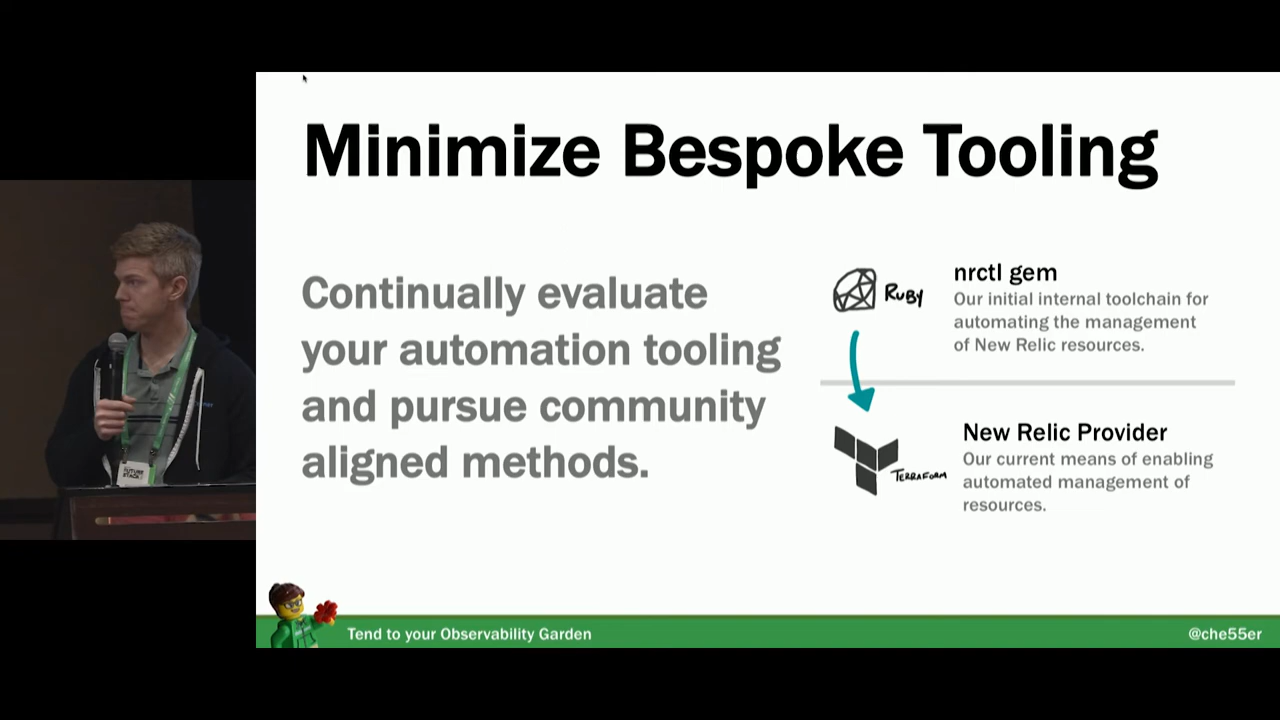 Minimize Bespoke Tooling
Continually evaluate
your automation tooling
and pursue community
aligned methods.
RUBY
nrctl gem
Our initial internal toolchain for
automating the management
of New Relic resources.
TERRAFORM
New Relic Provider
Our current means of enabling
automated management of
resources.
FUTURE
STACK
Tend to your Observability Garden
@che55er